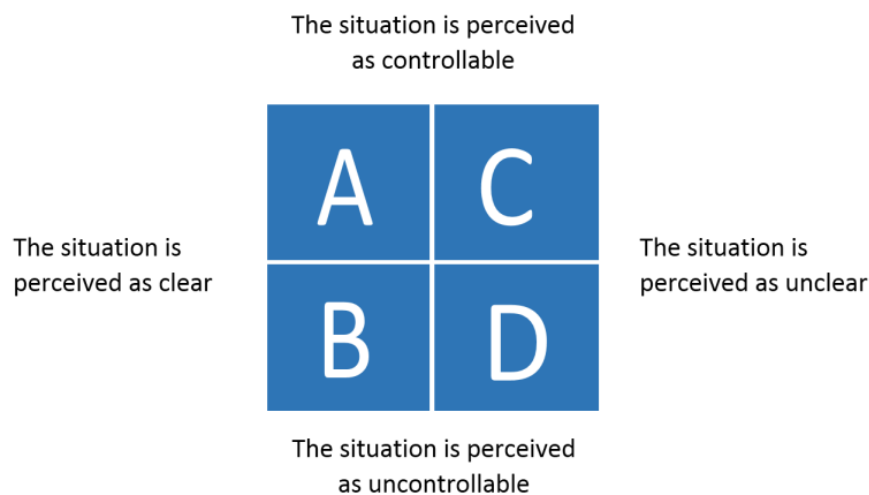 The situation is perceived
as controllable
A C
The situation is
perceived as clear
The situation is
perceived as unclear
B D
The situation is perceived
as uncontrollable